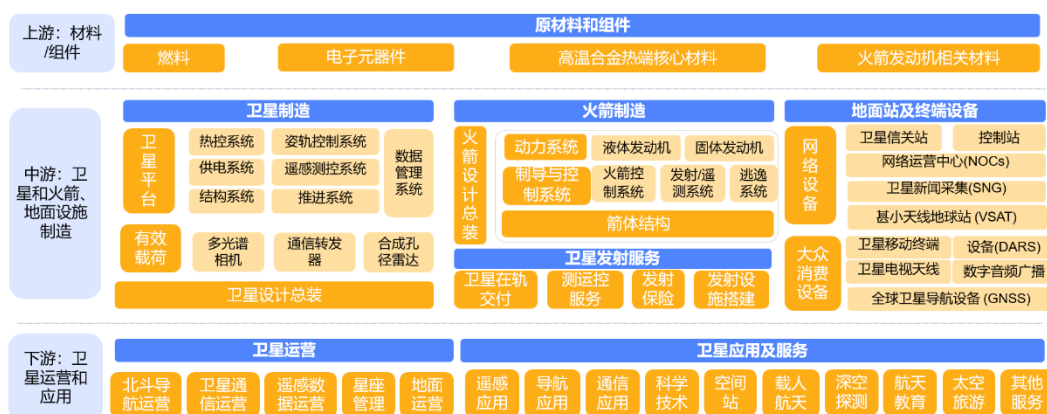 上游：材料
/组件
原材料和组件
燃料
电子元器件
高温合金热端核心材料
火箭发动机相关材料
中游：卫
星和火箭、
地面设施
制造
卫星制造
卫
星
平
台
热控系统
姿轨控制系统
供电系统
遥感测控系统
结构系统
推进系统
数据
管理
系统
有效
载荷
多光谱
相机
通信转发
器
合成孔
径雷达
卫星设计总装
火箭制造
火
箭
设
计
总
装
动力系统
液体发动机
固体发动机
制导与控
制系统
火箭控
制系统
发射/遥
测系统
逃逸
系统
箭体结构
卫星发射服务
卫星在轨
交付
测运控
服务
发射
保险
发射设
施搭建
地面站及终端设备
网
络
设
备
卫星信关站
控制站
网络运营中心(NOCs)
卫星新闻采集(SNG)
基小天线地球站 (VSAT)
大众
消费
设备
卫星移动终端
设备(DARS)
卫星电视天线
数字音频广播
全球卫星导航设备 (GNSS)
下游：卫
星运营和
应用
卫星运营
北斗导
航运营
卫星通
信运营
遥感数
据运营
星座
管理
地面
运营
卫星应用及服务
遥感
应用
导航
应用
通信
应用
科学
技术
空间
站
载人
航天
深空
探测
航天
教育
太空
旅游
其他
服务